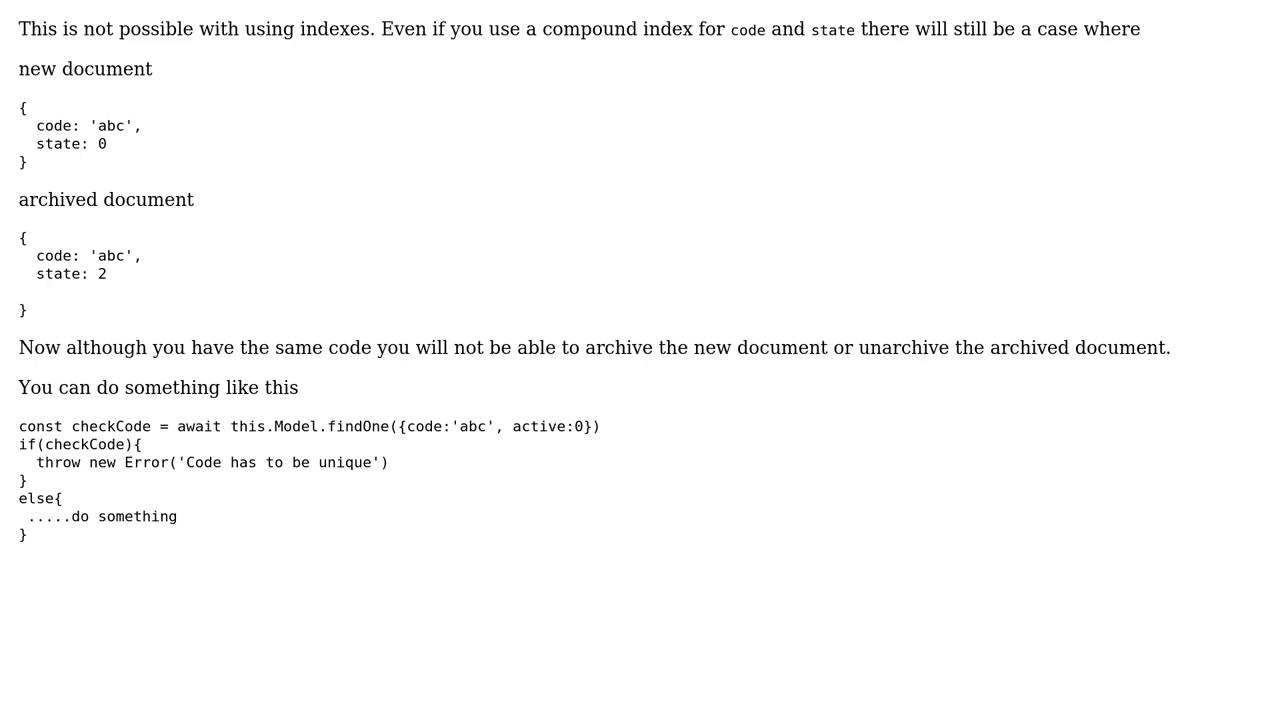 This is not possible with using indexes. Even if you use a compound index for code and state there will still be a case where
new document
{
  code: 'abc',
  state: 0
}
archived document
{
  code: 'abc',
  state: 2

}
Now although you have the same code you will not be able to archive the new document or unarchive the archived document.
You can do something like this
const checkCode = await this.Model.findOne({code:'abc', active:0})
if(checkCode){
  throw new Error('Code has to be unique')
}
else{
 .....do something
}